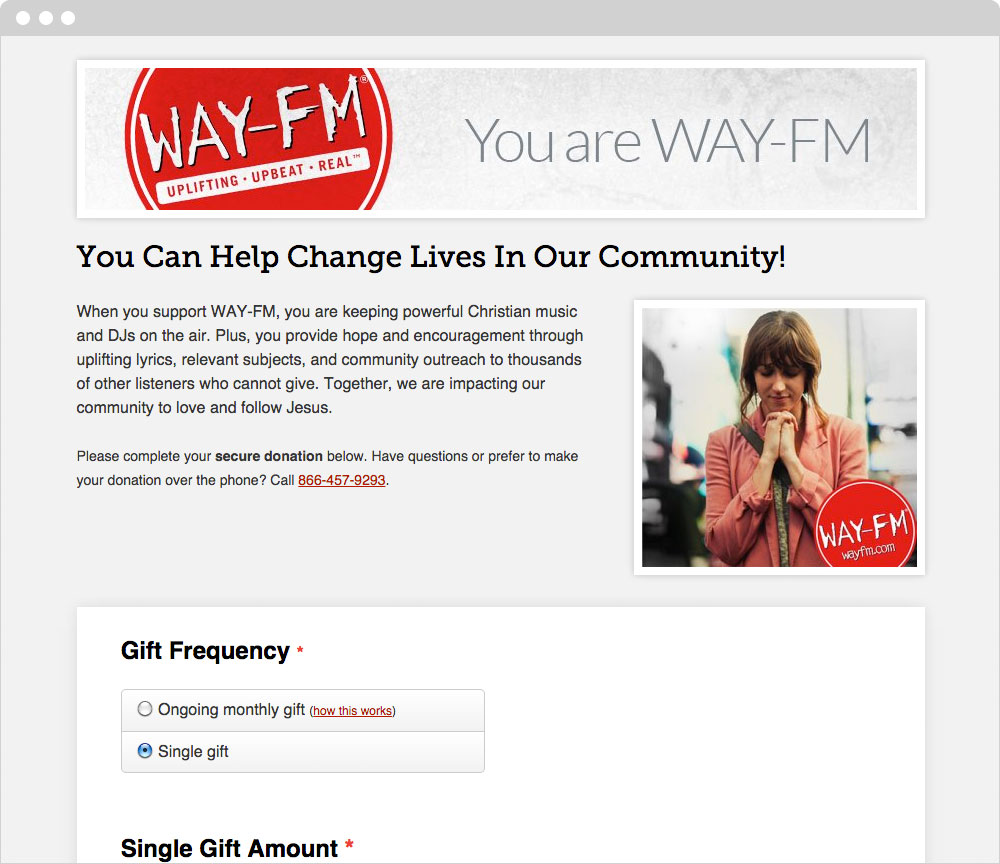 WAY-FM®
UPLIFTING • UPBEAT • REAL™
You are WAY-FM
You Can Help Change Lives In Our Community!
When you support WAY-FM, you are keeping powerful Christian music
and DJs on the air. Plus, you provide hope and encouragement through
uplifting lyrics, relevant subjects, and community outreach to thousands
of other listeners who cannot give. Together, we are impacting our
community to love and follow Jesus.
Please complete your secure donation below. Have questions or prefer to make
your donation over the phone? Call 866-457-9293.
WAY-FM®
wayfm.com
Gift Frequency *
Ongoing monthly gift (how this works)
Single gift
Single Gift Amount *